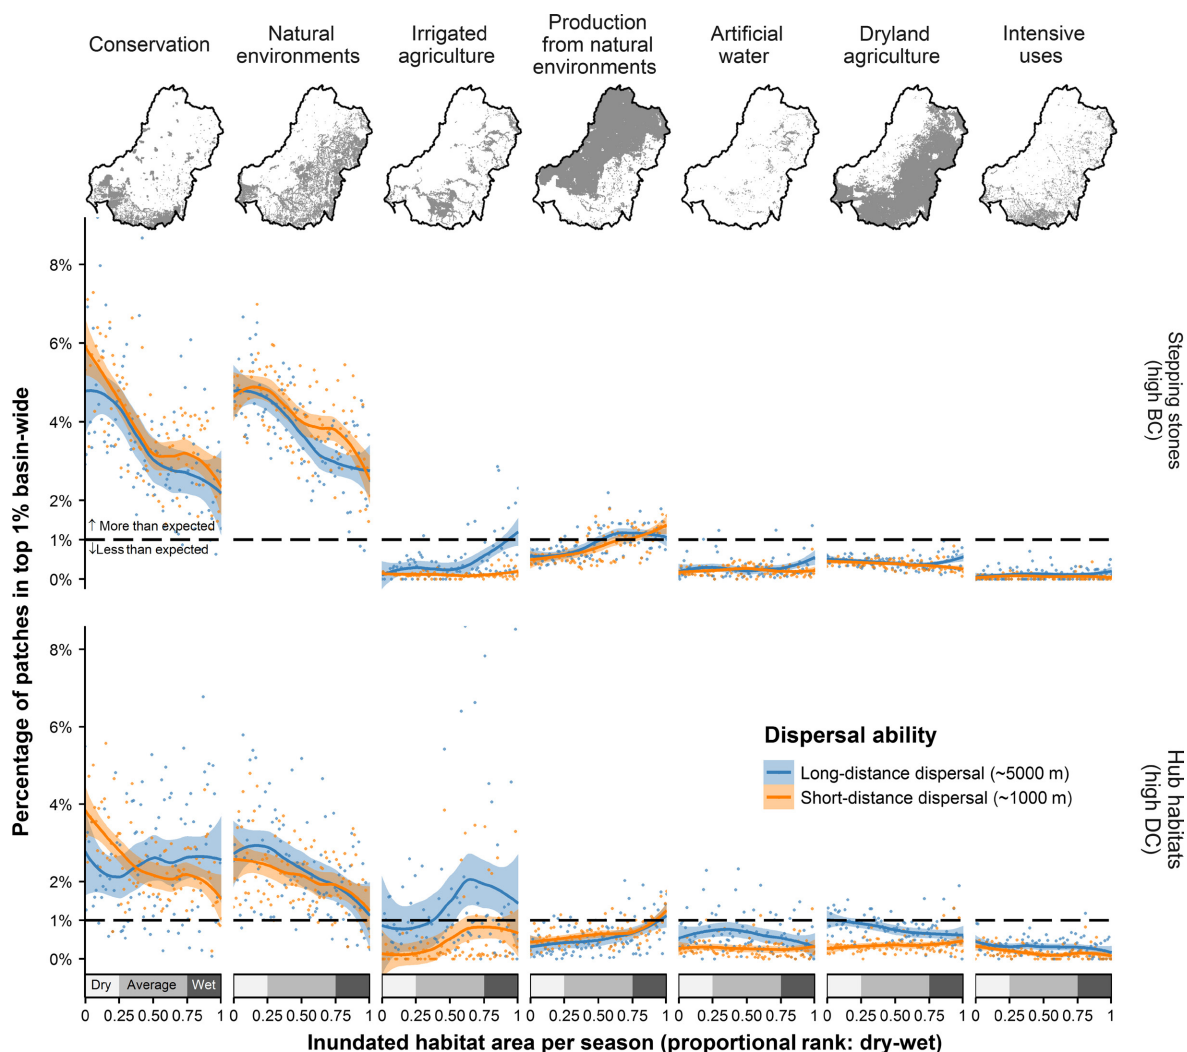 Conservation
Natural
environments
Irrigated
agriculture
Production
from natural
environments
Artificial
water
Dryland
agriculture
Intensive
uses
Percentage of patches in top 1% basin-wide
8%
6%
4%
2%
1%
0%
↑ More than expected
↓Less than expected
Stepping stones
(high BC)
8%
6%
4%
2%
1%
0%
Dispersal ability
Long-distance dispersal (~5000 m)
Short-distance dispersal (~1000 m)
Hub habitats
(high DC)
Dry Average Wet
0 0.25 0.50 0.75 1
0 0.25 0.50 0.75 1
0 0.25 0.50 0.75 1
0 0.25 0.50 0.75 1
0 0.25 0.50 0.75 1
0 0.25 0.50 0.75 1
0 0.25 0.50 0.75 1
Inundated habitat area per season (proportional rank: dry-wet)